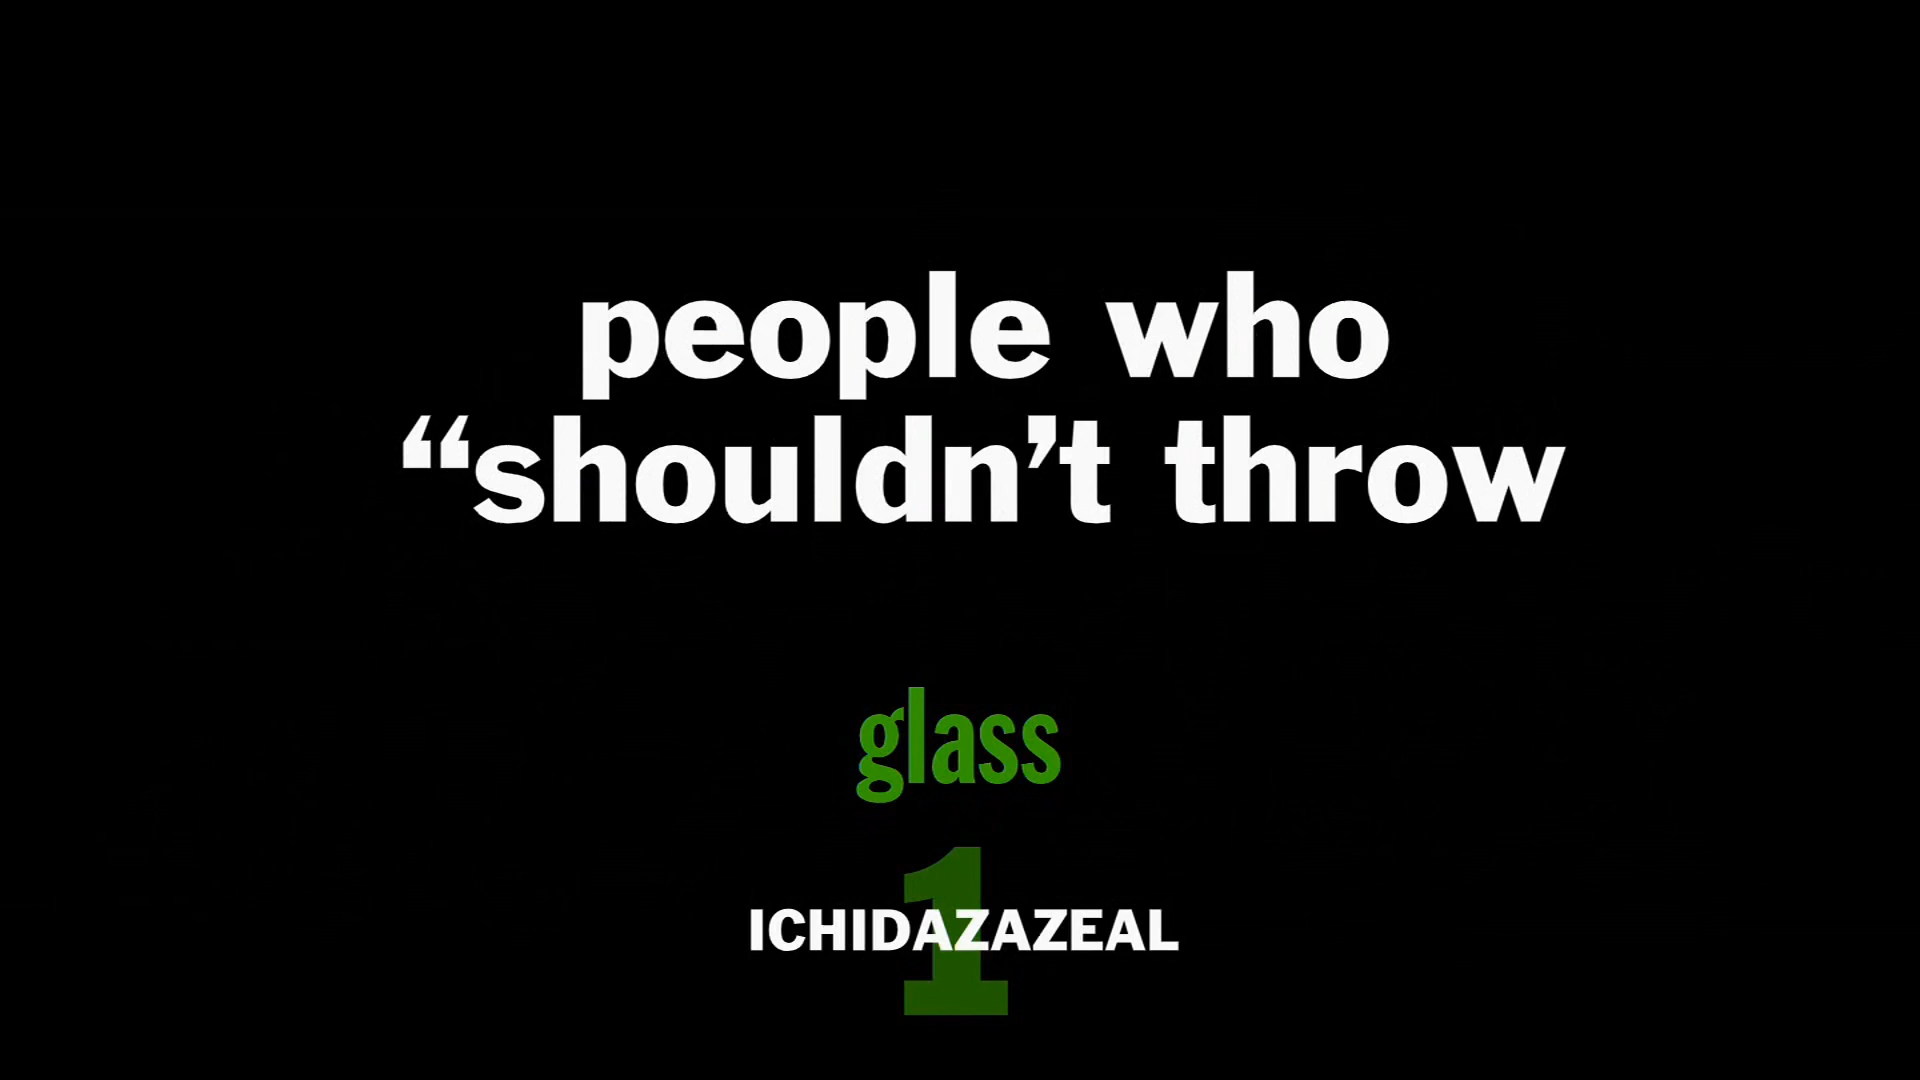 people who
“shouldn’t throw
glass
1
ICHIDAZAZEAL